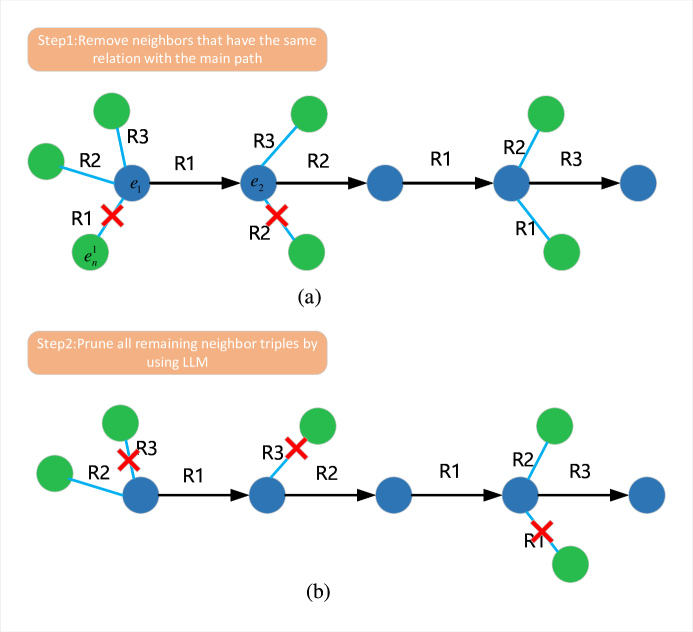 Step1:Remove neighbors that have the same
relation with the main path
R3
R2
R1
e1
R1
e_n^1
R3
e2
R2
R2
R1
R2
R3
R1
(a)
Step2:Prune all remaining neighbor triples by
using LLM
R3
R2
R1
R3
R2
R1
R2
R3
R1
(b)